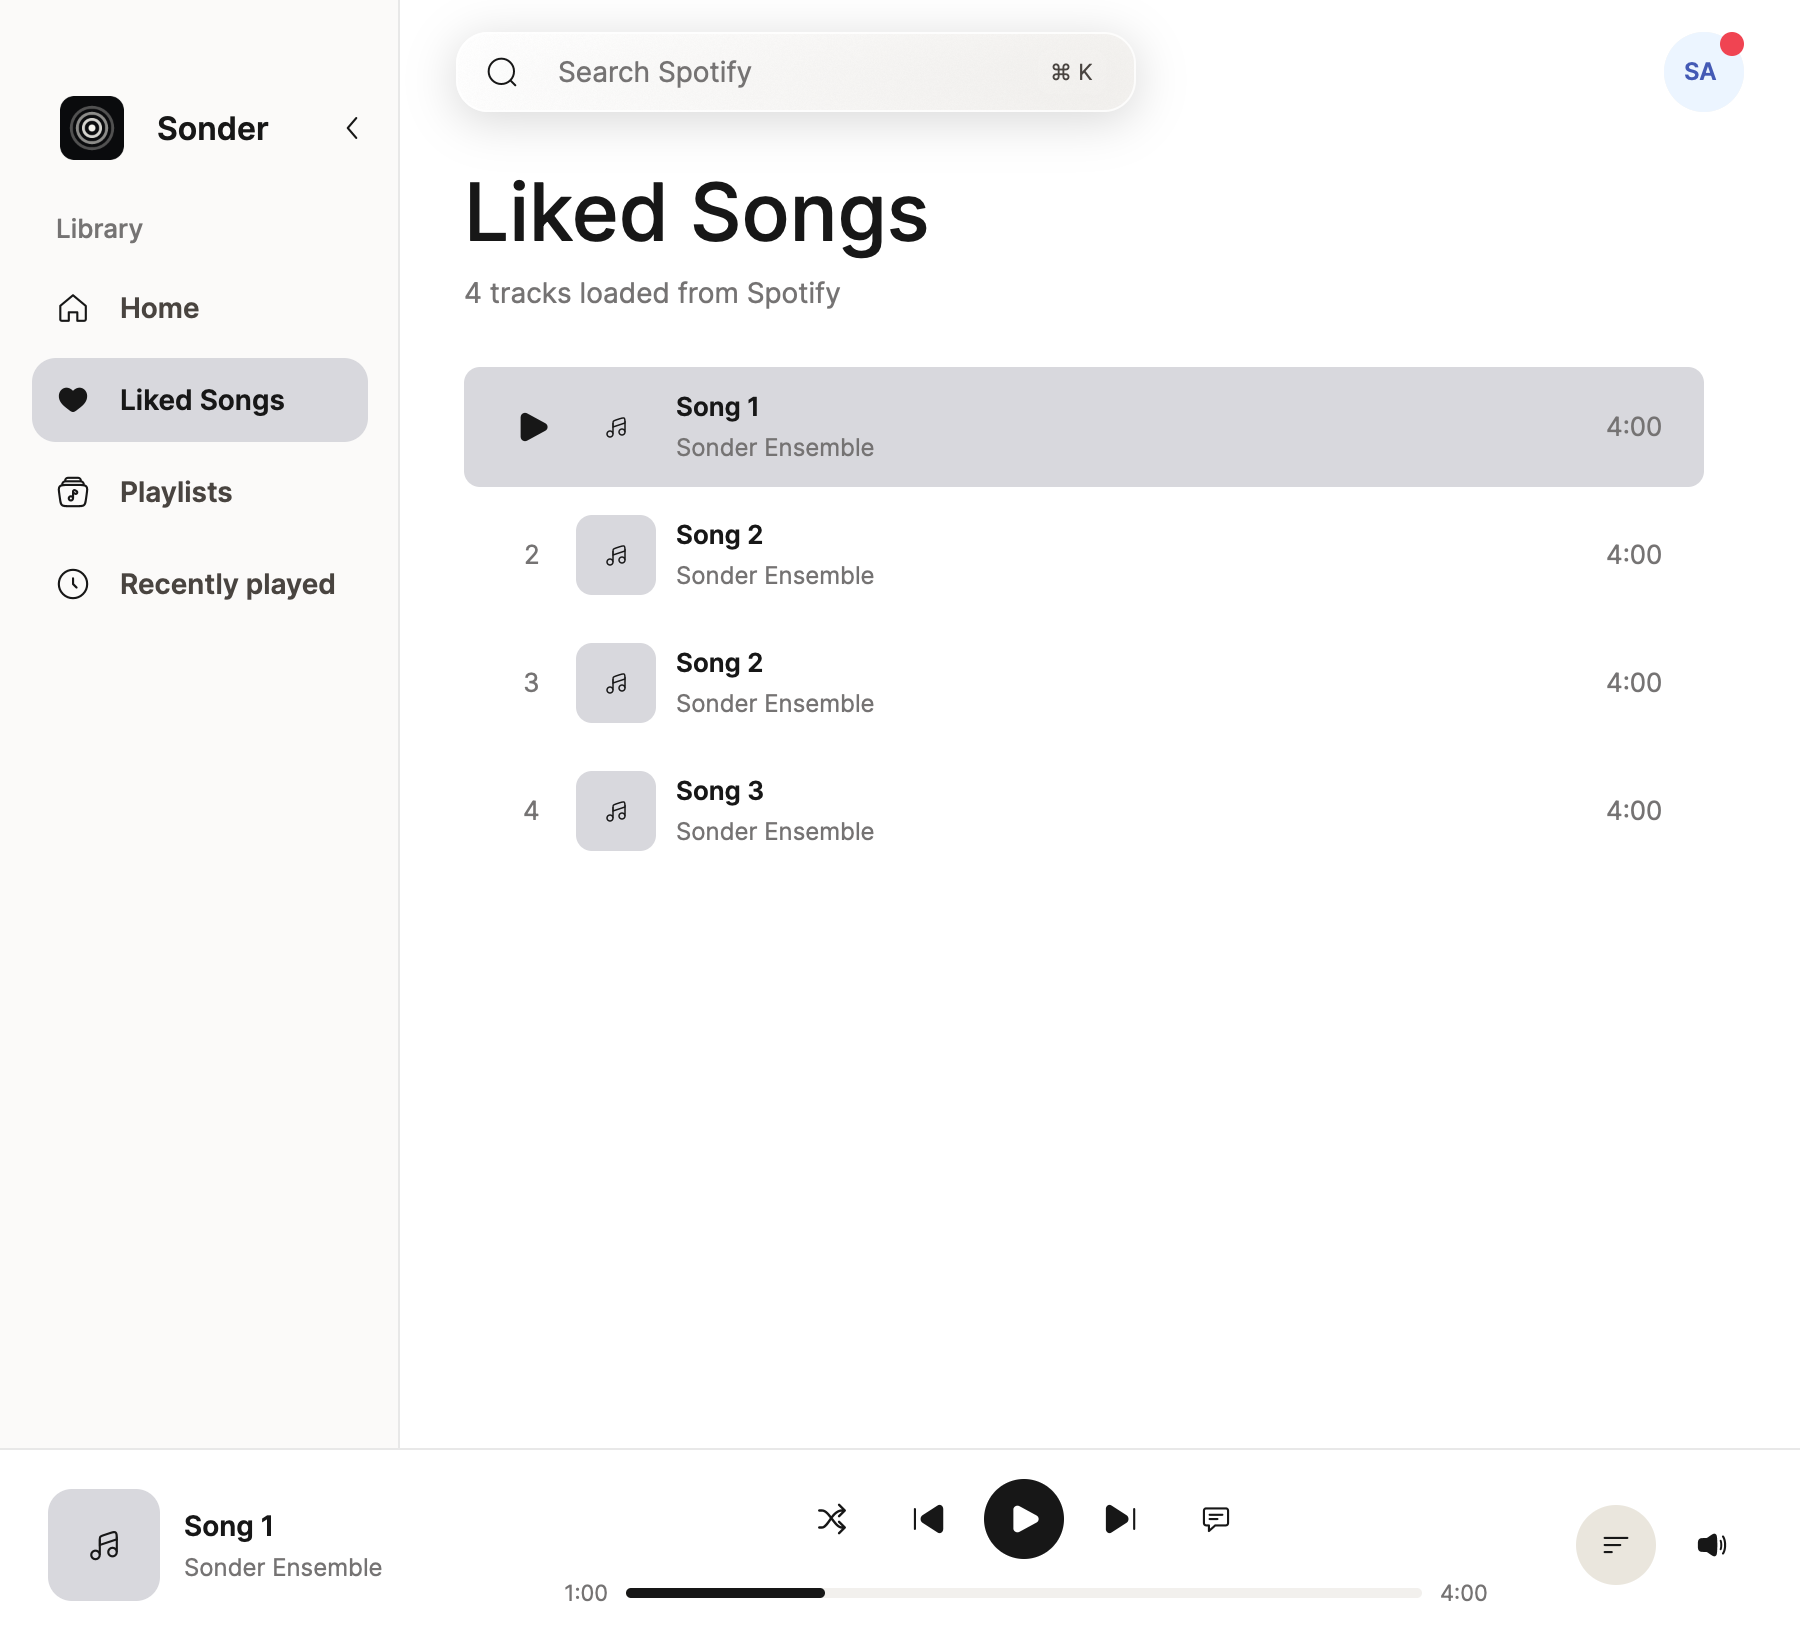 Sonder
Library
Home
Liked Songs
Playlists
Recently played
Search Spotify
⌘ K
SA
Liked Songs
4 tracks loaded from Spotify
Song 1
Sonder Ensemble
4:00
2
Song 2
Sonder Ensemble
4:00
3
Song 2
Sonder Ensemble
4:00
4
Song 3
Sonder Ensemble
4:00
Song 1
Sonder Ensemble
1:00
4:00